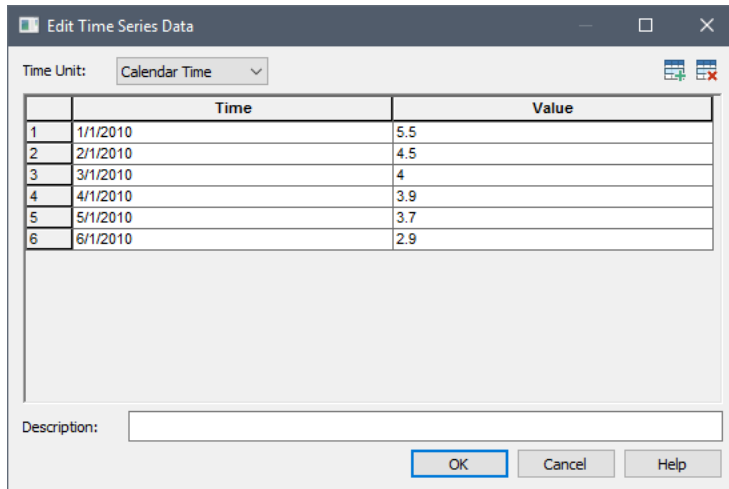 Edit Time Series Data
Time Unit: Calendar Time
Time Value
1 1/1/2010 5.5
2 2/1/2010 4.5
3 3/1/2010 4
4 4/1/2010 3.9
5 5/1/2010 3.7
6 6/1/2010 2.9
Description:
OK Cancel Help